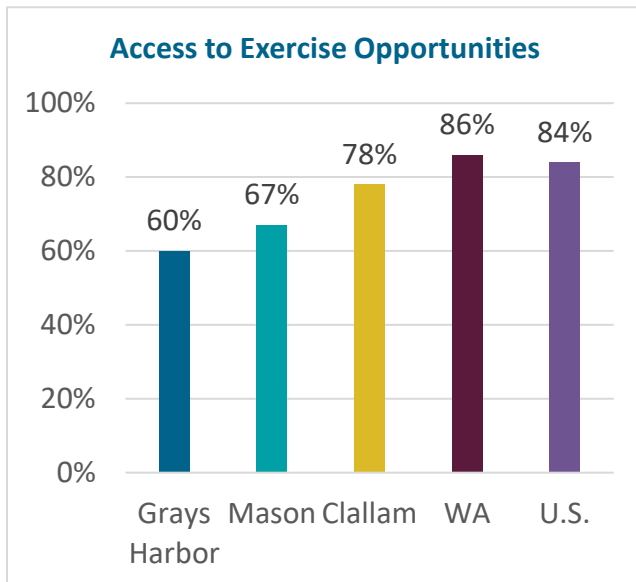 Access to Exercise Opportunities
100%
80%
60%
40%
20%
0%
60%
67%
78%
86%
84%
Grays Harbor
Mason
Clallam
WA
U.S.